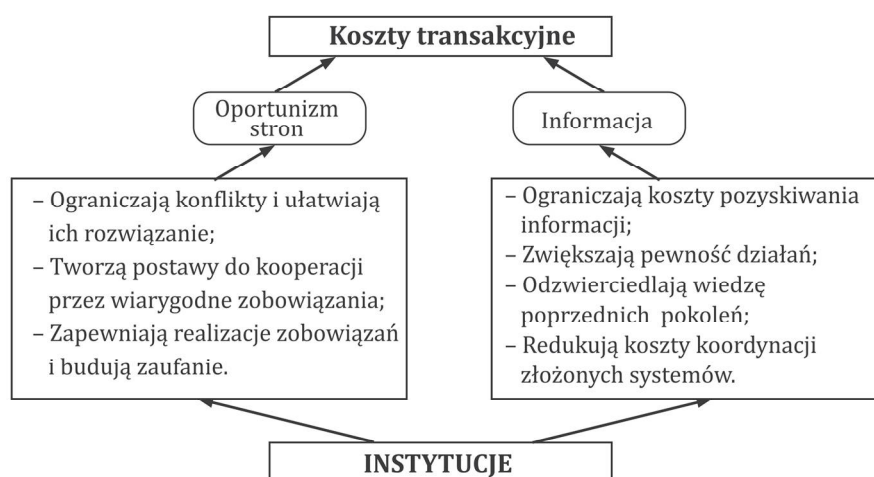 Koszty transakcyjne
Oportunizm
stron
Informacja
– Ograniczają konflikty i ułatwiają
ich rozwiązanie;
– Tworzą postawy do kooperacji
przez wiarygodne zobowiązania;
– Zapewniają realizacje zobowiązań
i budują zaufanie.
– Ograniczają koszty pozyskiwania
informacji;
– Zwiększają pewność działań;
– Odzwierciedlają wiedzę
poprzednich pokoleń;
– Redukują koszty koordynacji
złożonych systemów.
INSTYTUCJE